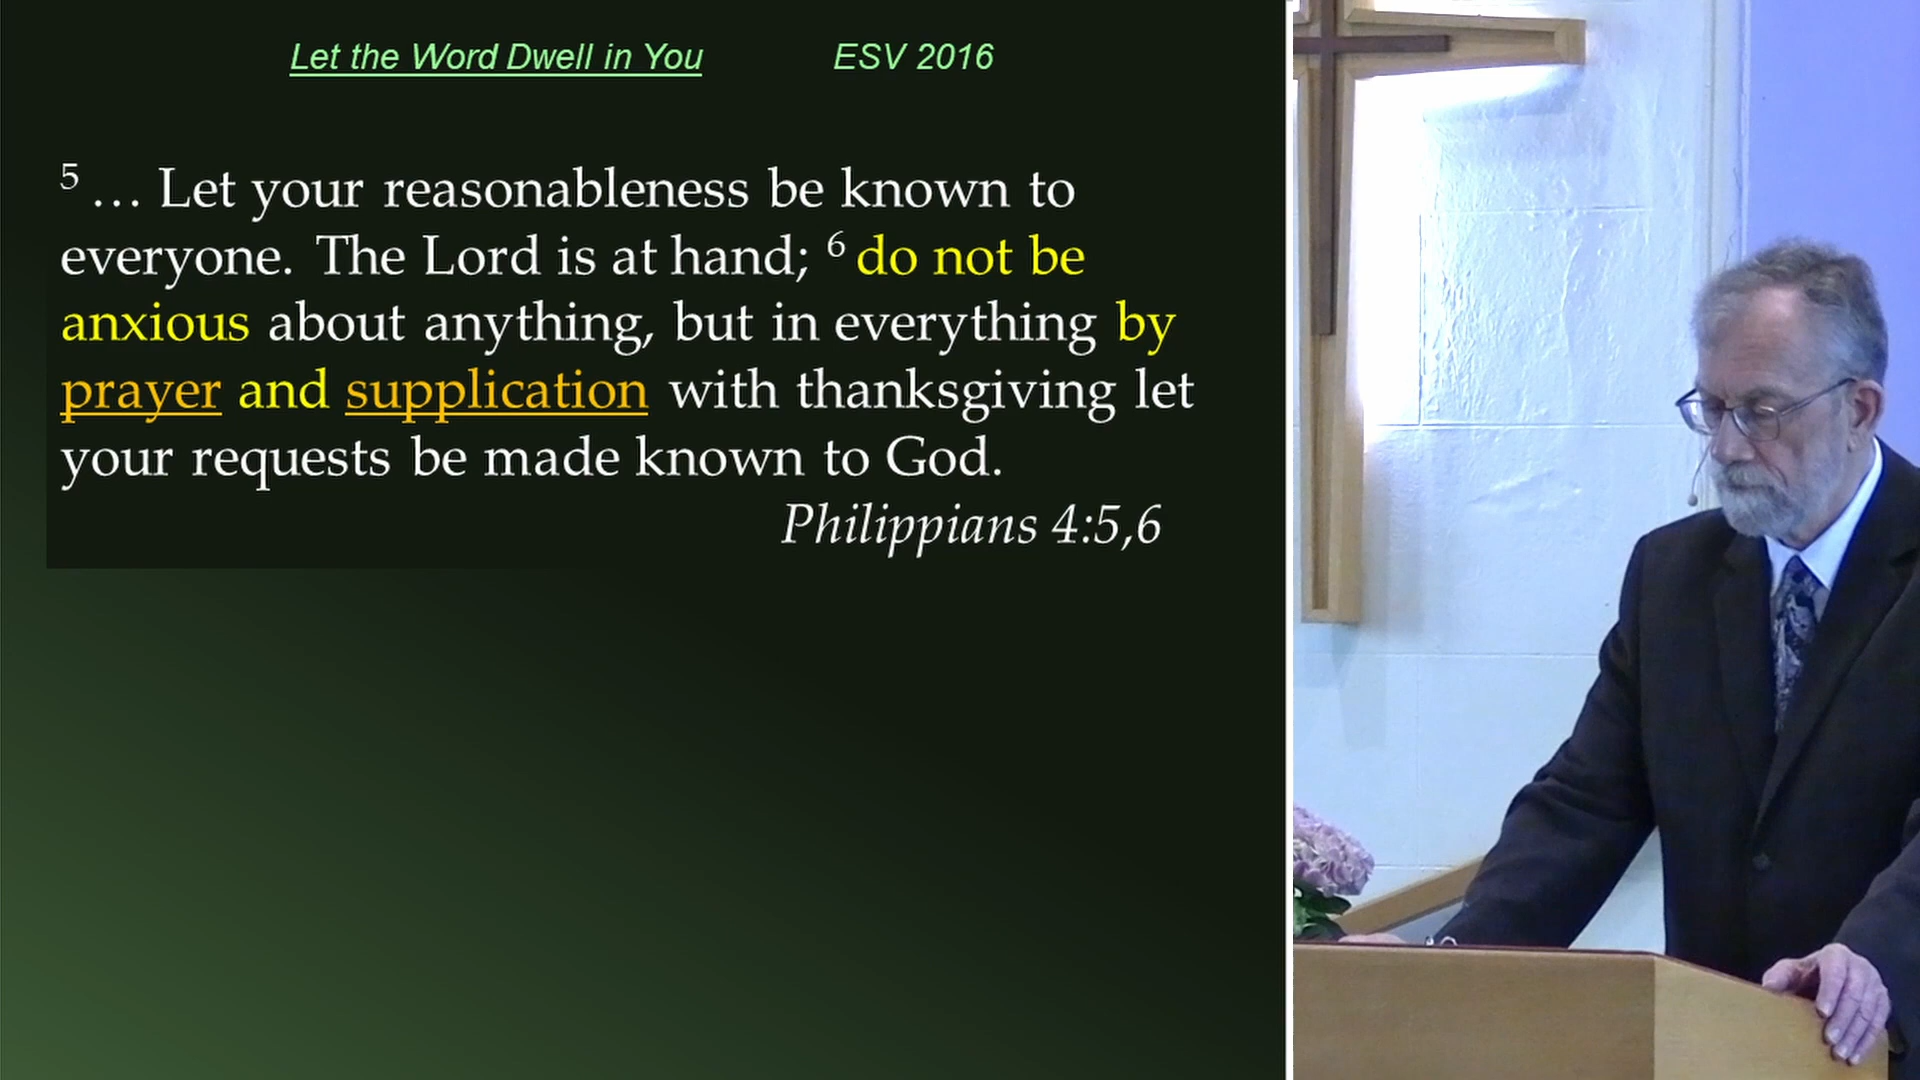 Let the Word Dwell in You ESV 2016
5 … Let your reasonableness be known to
everyone. The Lord is at hand; 6 do not be
anxious about anything, but in everything by
prayer and supplication with thanksgiving let
your requests be made known to God.
Philippians 4:5,6